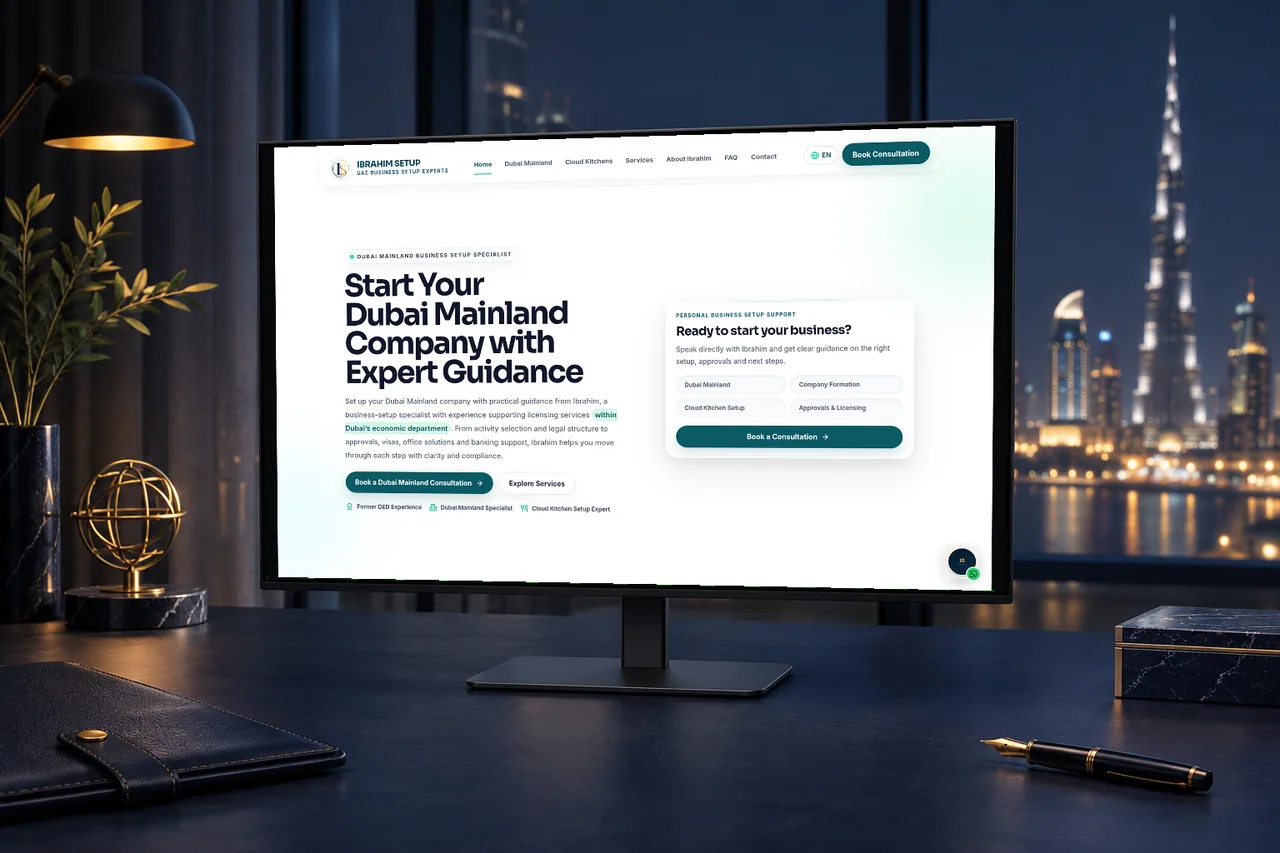 IBRAHIM SETUP
UAE BUSINESS SETUP EXPERTS
Home
Dubai Mainland
Cloud Kitchens
Services
About Ibrahim
FAQ
Contact
EN
Book Consultation
DUBAI MAINLAND BUSINESS SETUP SPECIALIST
Start Your
Dubai Mainland
Company with
Expert Guidance
Set up your Dubai Mainland company with practical guidance from Ibrahim, a
business-setup specialist with experience supporting licensing services within
Dubai's economic department . From activity selection and legal structure to
approvals, visas, office solutions and banking support, Ibrahim helps you move
through each step with clarity and compliance.
Book a Dubai Mainland Consultation →
Explore Services
Former DED Experience
Dubai Mainland Specialist
Cloud Kitchen Setup Expert
PERSONAL BUSINESS SETUP SUPPORT
Ready to start your business?
Speak directly with Ibrahim and get clear guidance on the right
setup, approvals and next steps.
Dubai Mainland
Company Formation
Cloud Kitchen Setup
Approvals & Licensing
Book a Consultation →
IS